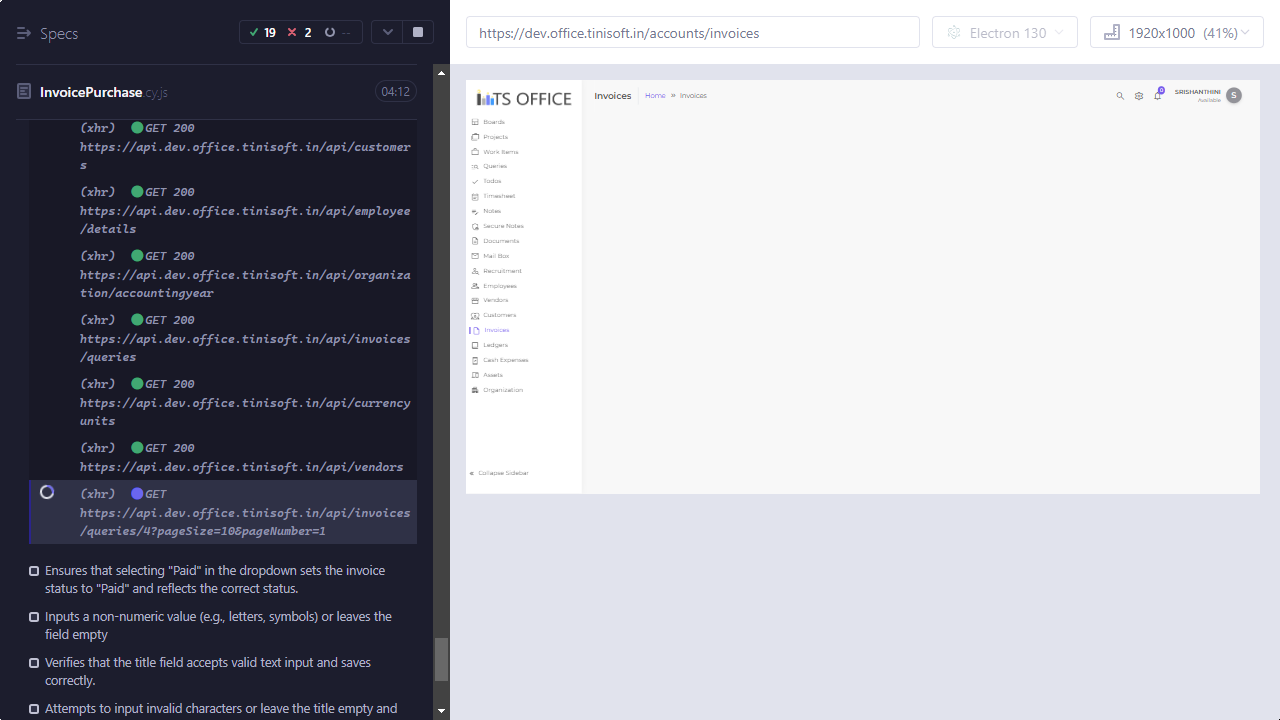 Specs
19
2
--
InvoicePurchase.cy.js
04:12
(xhr) GET 200
https://api.dev.office.tinisoft.in/api/customer
s
(xhr) GET 200
https://api.dev.office.tinisoft.in/api/employee
/details
(xhr) GET 200
https://api.dev.office.tinisoft.in/api/organiza
tion/accountingyear
(xhr) GET 200
https://api.dev.office.tinisoft.in/api/invoices
/queries
(xhr) GET 200
https://api.dev.office.tinisoft.in/api/currency
units
(xhr) GET 200
https://api.dev.office.tinisoft.in/api/vendors
(xhr) GET
https://api.dev.office.tinisoft.in/api/invoices
/queries/4?pageSize=10&pageNumber=1
Ensures that selecting "Paid" in the dropdown sets the invoice
status to "Paid" and reflects the correct status.
Inputs a non-numeric value (e.g., letters, symbols) or leaves the
field empty
Verifies that the title field accepts valid text input and saves
correctly.
Attempts to input invalid characters or leave the title empty and
https://dev.office.tinisoft.in/accounts/invoices
Electron 130
1920x1000 (41%)
TS OFFICE
Invoices
Home » Invoices
0
SRISHANTHINI
Available
S
Boards
Projects
Work Items
Queries
Todos
Timesheet
Notes
Secure Notes
Documents
Mail Box
Recruitment
Employees
Vendors
Customers
Invoices
Ledgers
Cash Expenses
Assets
Organization
« Collapse Sidebar